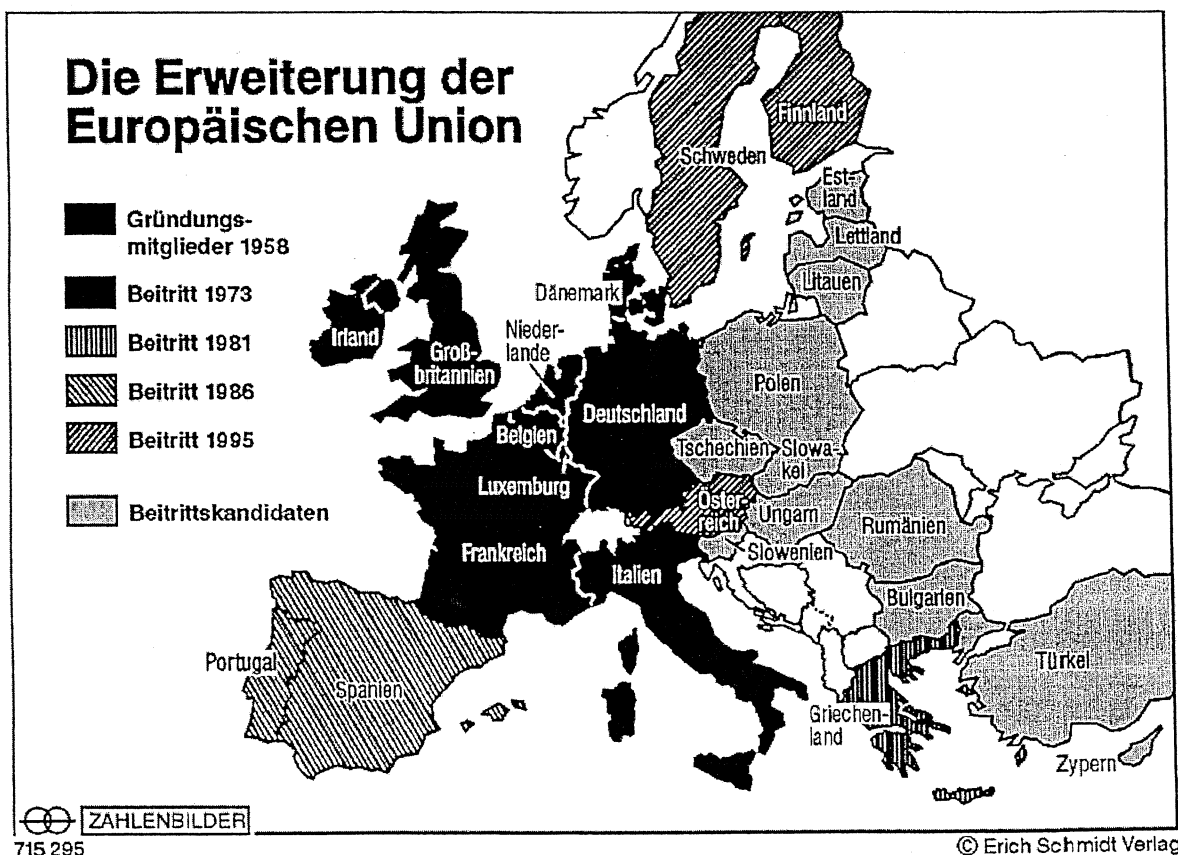 Die Erweiterung der
Europäischen Union
Gründungs-
mitglieder 1958
Beitritt 1973
Beitritt 1981
Beitritt 1986
Beitritt 1995
Beitrittskandidaten
Finnland
Schweden
Est-
land
Lettland
Litauen
Dänemark
Nieder-
lande
Irland
Groß-
britannien
Polen
Deutschland
Belgien
Tschechien
Slowa-
kei
Luxemburg
Öster-
reich
Ungarn
Rumänien
Frankreich
Slowenien
Italien
Bulgarien
Portugal
Spanien
Türkei
Griechen-
land
Zypern
ZAHLENBILDER
715 295
© Erich Schmidt Verlag